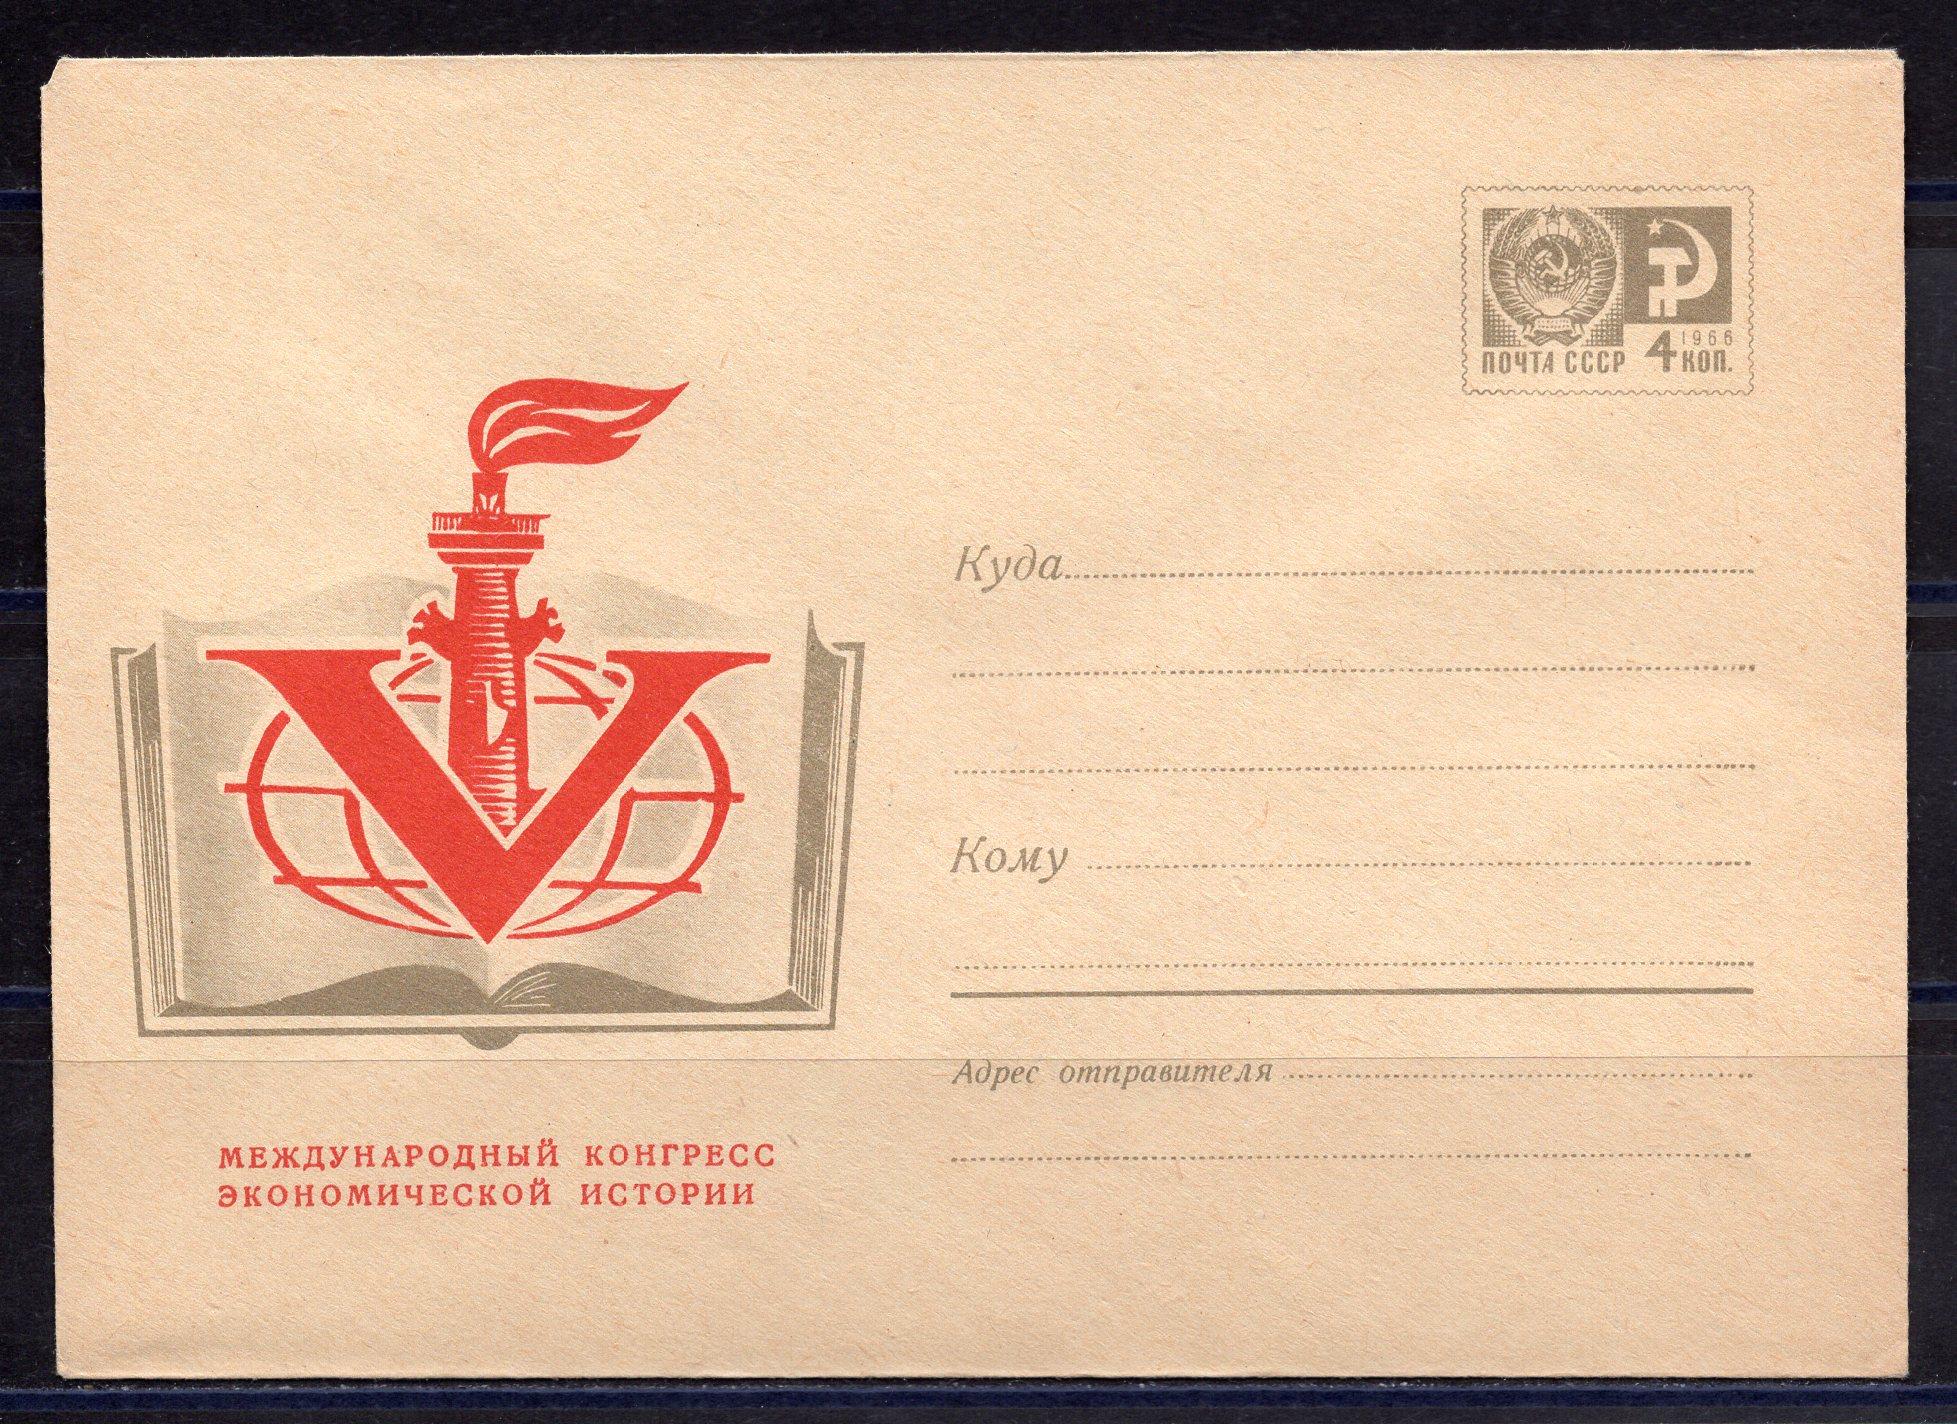 1966
ПОЧТА СССР 4 КОП.
V
Куда
Кому
Адрес отправителя
МЕЖДУНАРОДНЫЙ КОНГРЕСС
ЭКОНОМИЧЕСКОЙ ИСТОРИИ